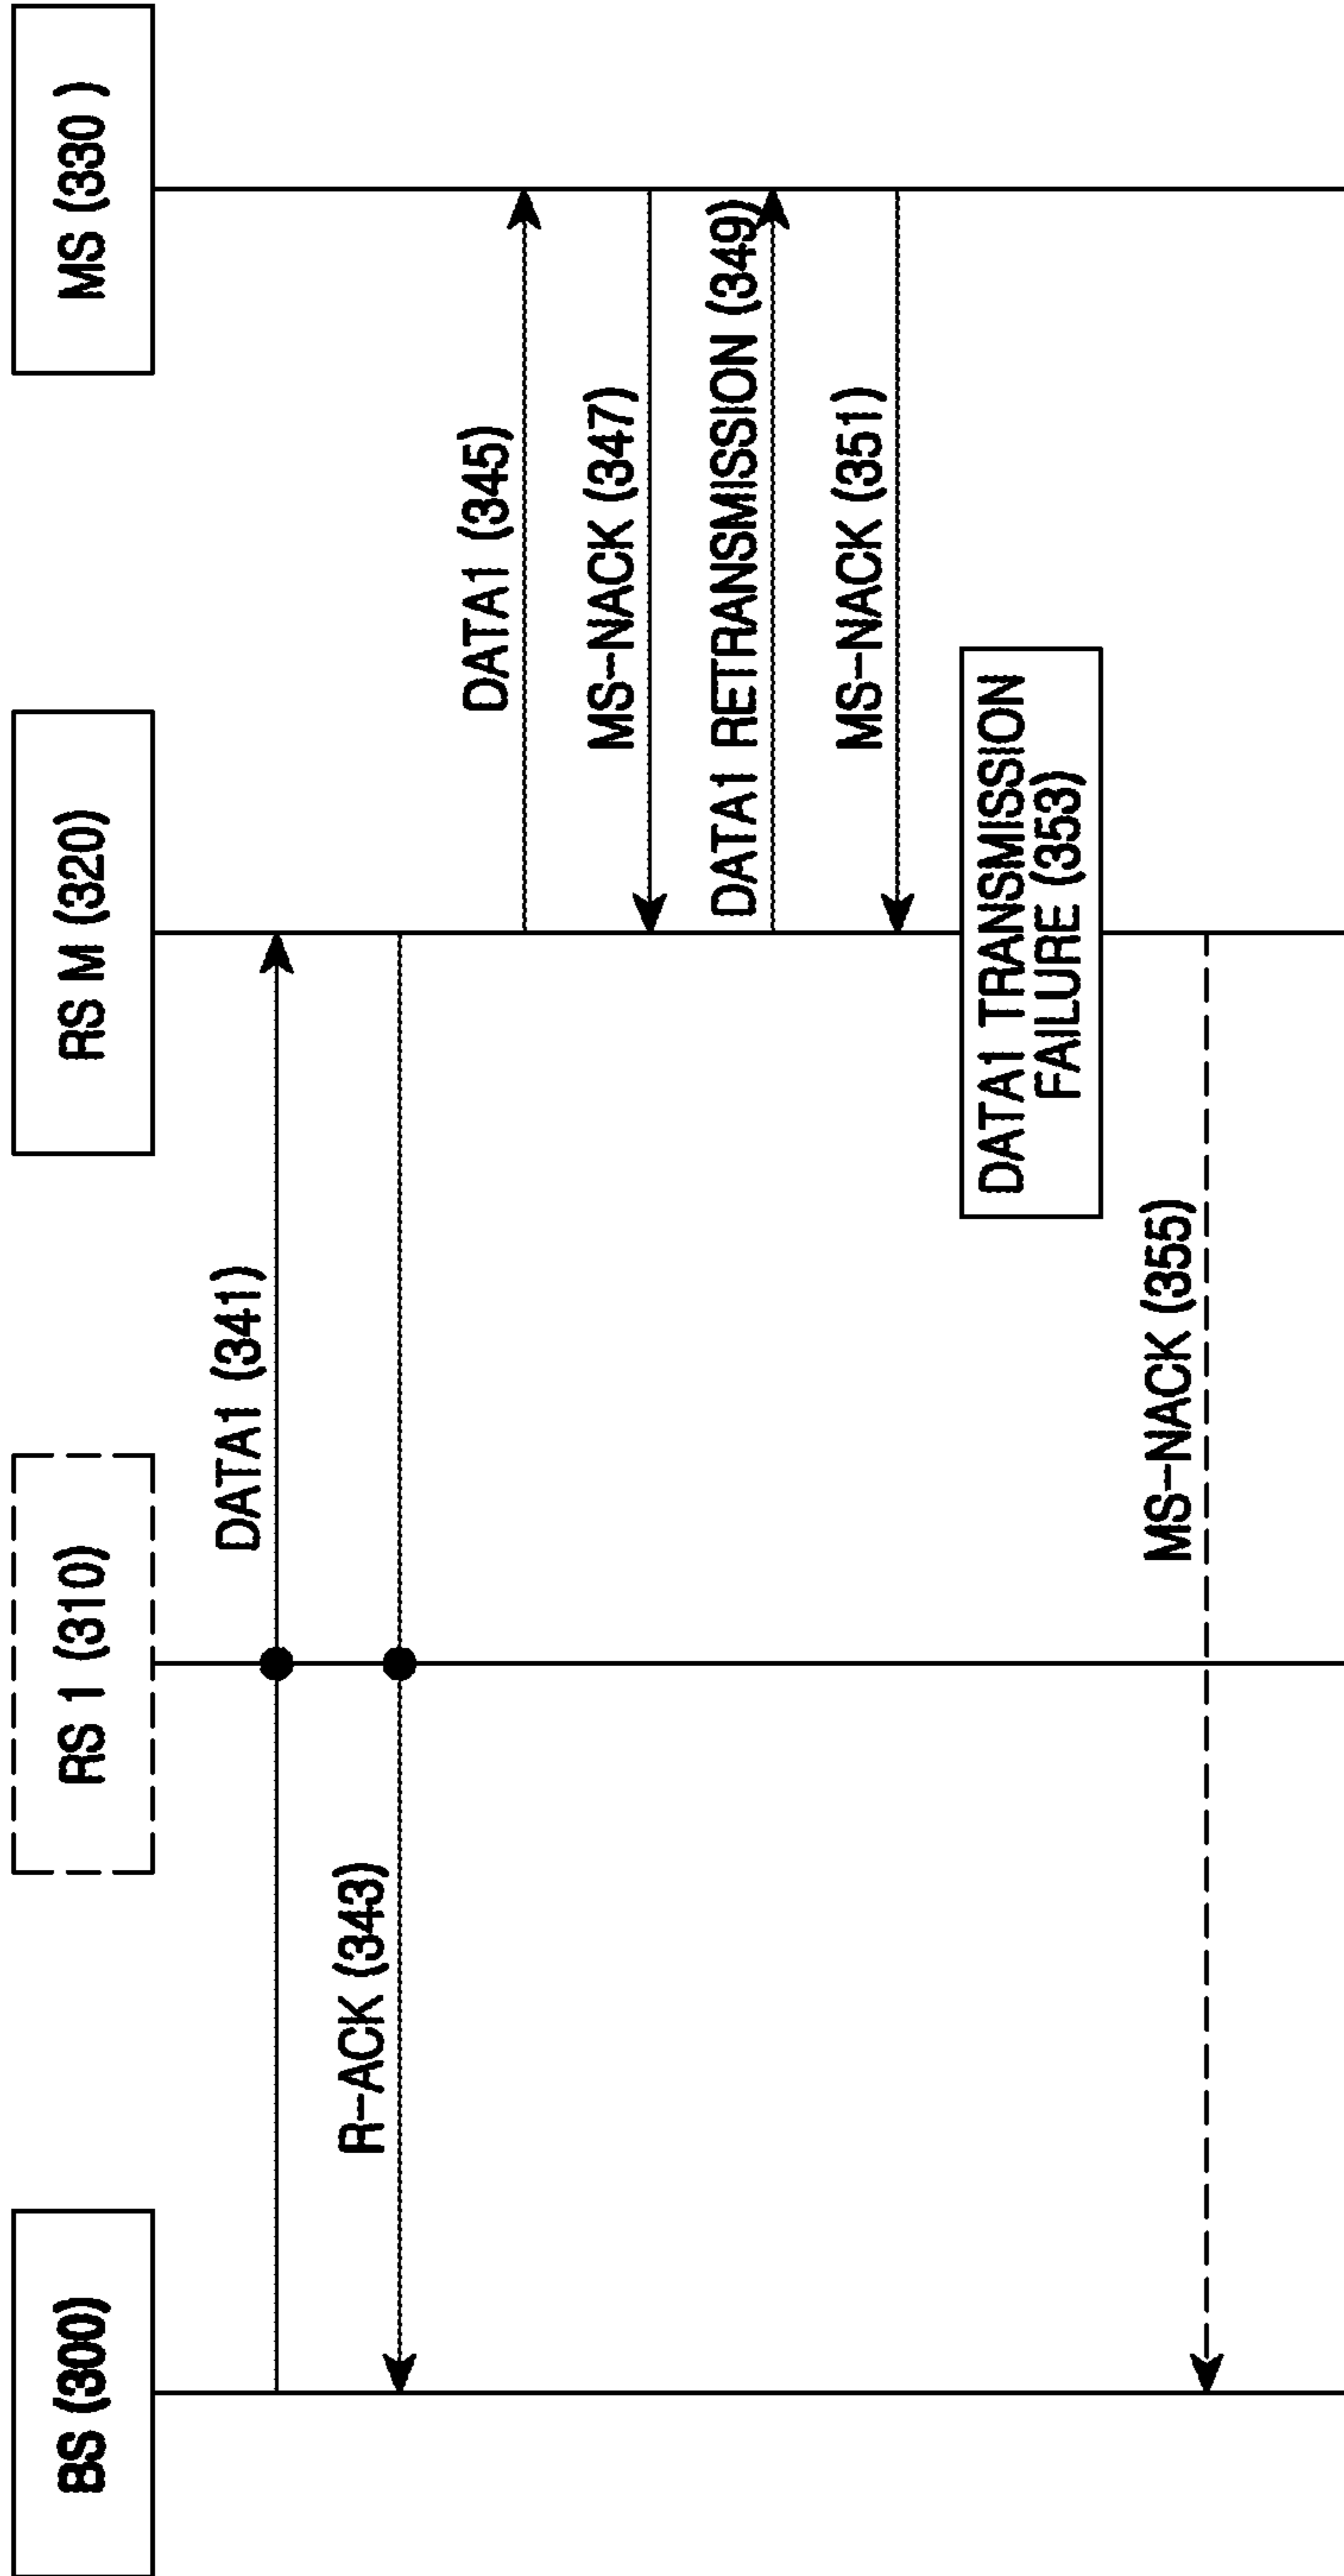 BS (300)
RS 1 (310)
RS M (320)
MS (330 )
DATA1 (341)
R-ACK (343)
DATA1 (345)
MS-NACK (347)
DATA1 RETRANSMISSION (349)
MS-NACK (351)
DATA1 TRANSMISSION
FAILURE (353)
MS-NACK (355)